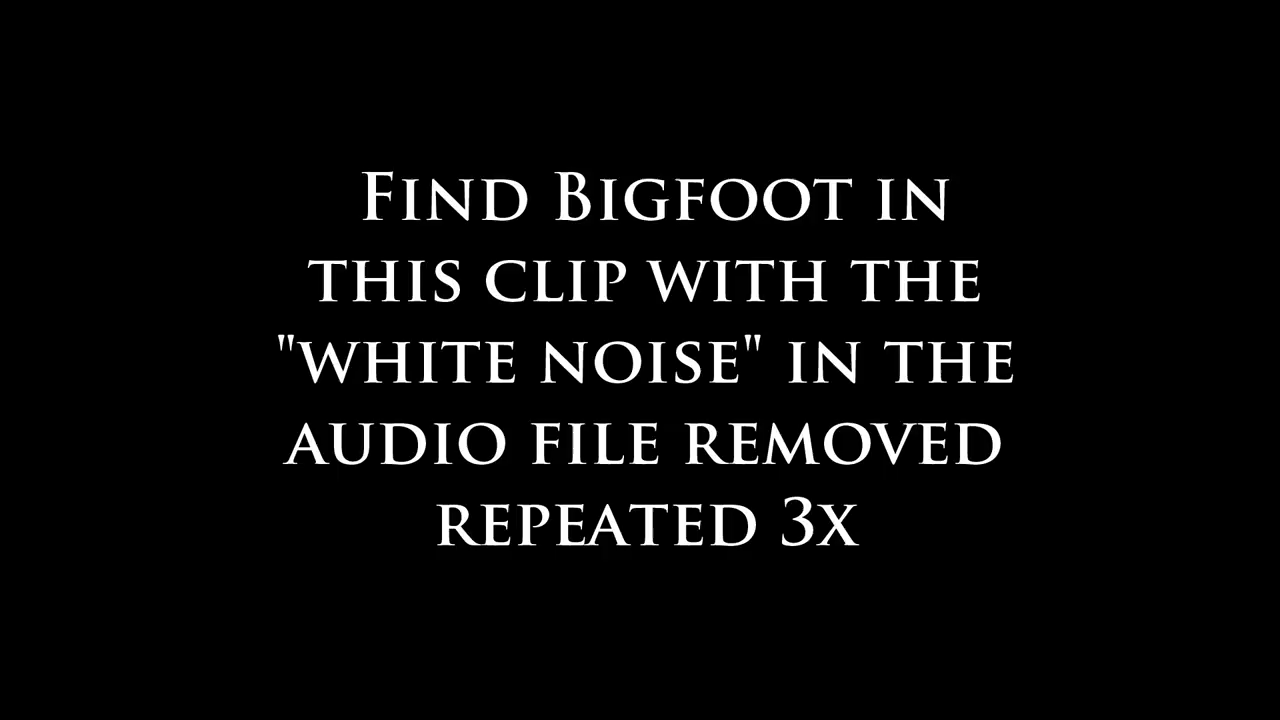 Find Bigfoot in
this clip with the
"white noise" in the
audio file removed
repeated 3x